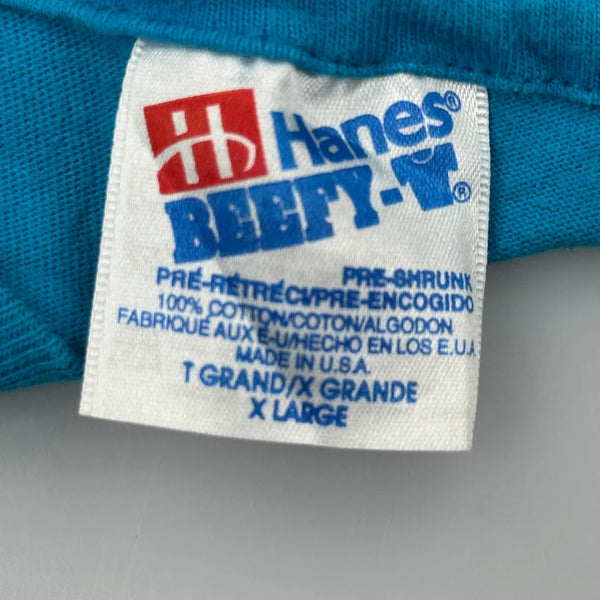 H Hanes®
BEEFY-T®
PRE-SHRUNK
PRÉ-RÉTRÉCI/PRE-ENCOGIDO
100% COTTON/COTON/ALGODON
FABRIQUÉ AUX E-U/HECHO EN LOS E.U.A.
MADE IN U.S.A.
T GRAND/X GRANDE
X LARGE